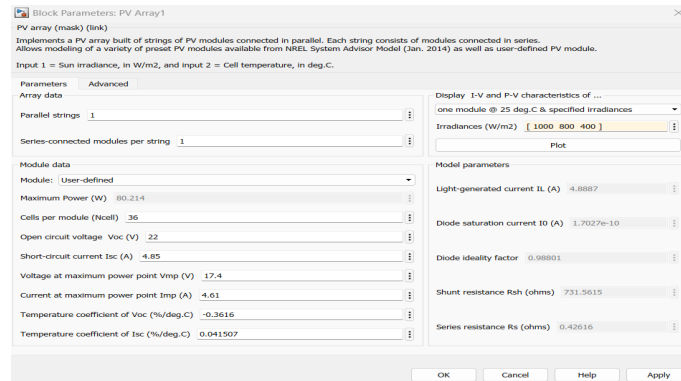 Block Parameters: PV Array1
PV array (mask) (link)
Implements a PV array built of strings of PV modules connected in parallel. Each string consists of modules connected in series.
Allows modeling of a variety of preset PV modules available from NREL System Advisor Model (Jan. 2014) as well as user-defined PV module.
Input 1 = Sun irradiance, in W/m2, and input 2 = Cell temperature, in deg.C.
Parameters Advanced
Array data
Parallel strings 1
Series-connected modules per string 1
Display I-V and P-V characteristics of ...
one module @ 25 deg.C & specified irradiances
Irradiances (W/m2) [ 1000 800 400 ]
Plot
Module data
Module: User-defined
Maximum Power (W) 80.214
Cells per module (Ncell) 36
Open circuit voltage Voc (V) 22
Short-circuit current Isc (A) 4.85
Voltage at maximum power point Vmp (V) 17.4
Current at maximum power point Imp (A) 4.61
Temperature coefficient of Voc (%/deg.C) -0.3616
Temperature coefficient of Isc (%/deg.C) 0.041507
Model parameters
Light-generated current IL (A) 4.8887
Diode saturation current I0 (A) 1.7027e-10
Diode ideality factor 0.98801
Shunt resistance Rsh (ohms) 731.5615
Series resistance Rs (ohms) 0.42616
OK Cancel Help Apply